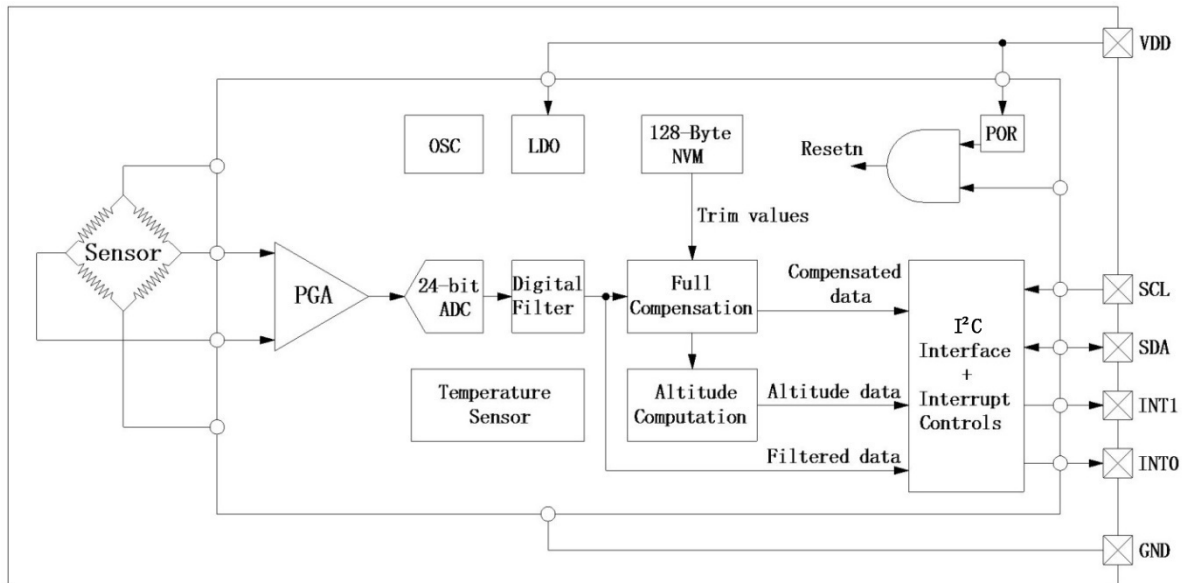 VDD
OSC
LDO
128-Byte
NVM
POR
Resetn
Trim values
Sensor
PGA
24-bit
ADC
Digital
Filter
Full
Compensation
Compensated
data
I²C
Interface
+
Interrupt
Controls
SCL
SDA
INT1
INT0
Temperature
Sensor
Altitude
Computation
Altitude data
Filtered data
GND